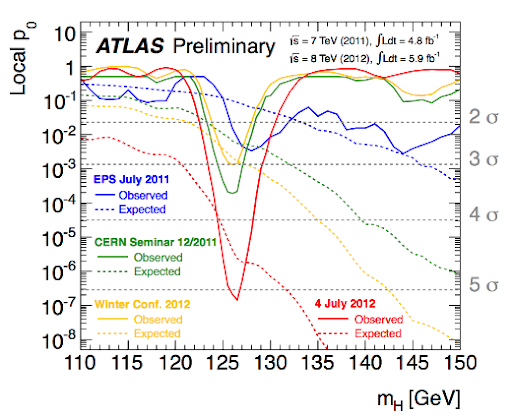 ATLAS Preliminary
√s = 7 TeV (2011), ∫Ldt = 4.8 fb⁻¹
√s = 8 TeV (2012), ∫Ldt = 5.9 fb⁻¹
Local p₀
10
1
10⁻¹
10⁻²
10⁻³
10⁻⁴
10⁻⁵
10⁻⁶
10⁻⁷
10⁻⁸
2 σ
3 σ
4 σ
5 σ
EPS July 2011
Observed
Expected
CERN Seminar 12/2011
Observed
Expected
Winter Conf. 2012
Observed
Expected
4 July 2012
Observed
Expected
110 115 120 125 130 135 140 145 150
m_H [GeV]